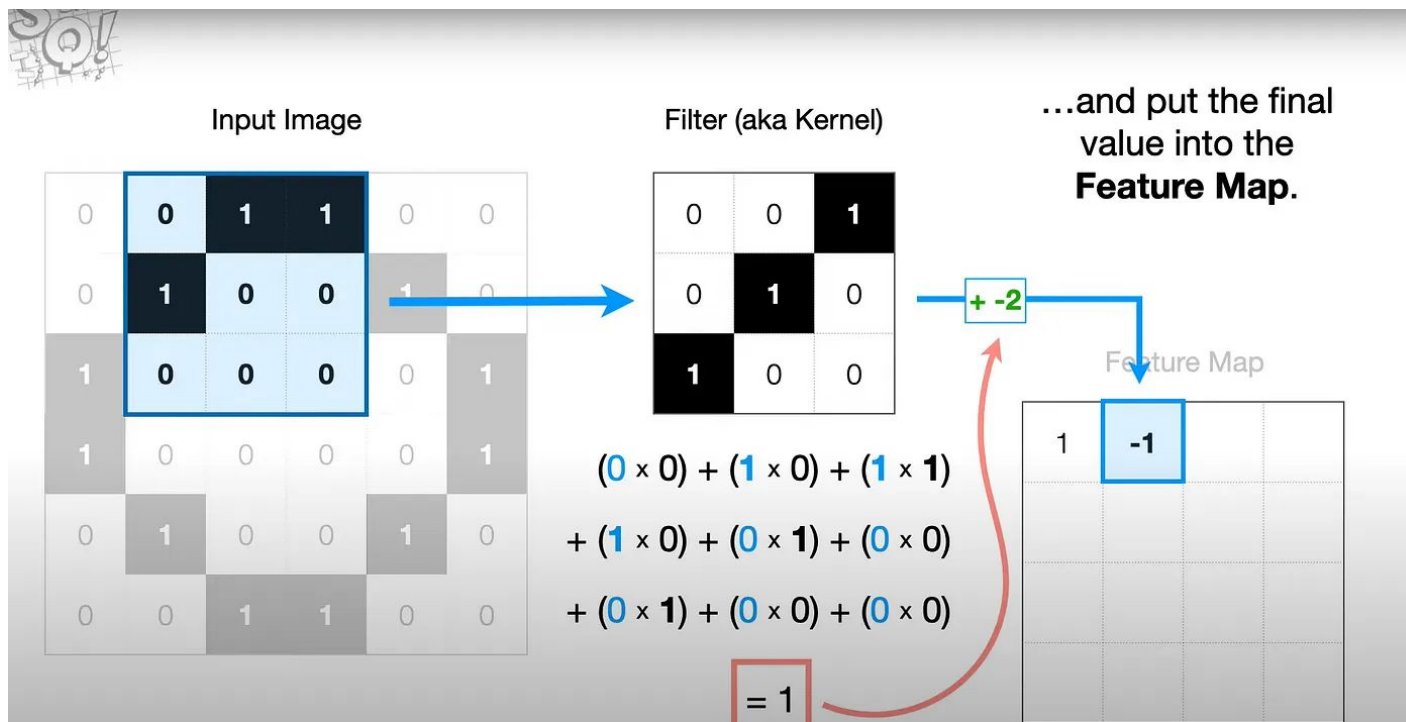 SQ!
Input Image
Filter (aka Kernel)
...and put the final
value into the
Feature Map.
0 0 1 1 0 0
0 1 0 0 1 0
1 0 0 0 0 1
1 0 0 0 0 1
0 1 0 0 1 0
0 0 1 1 0 0
0 0 1
0 1 0
1 0 0
+ -2
Feature Map
1 -1
(0 × 0) + (1 × 0) + (1 × 1)
+ (1 × 0) + (0 × 1) + (0 × 0)
+ (0 × 1) + (0 × 0) + (0 × 0)
= 1